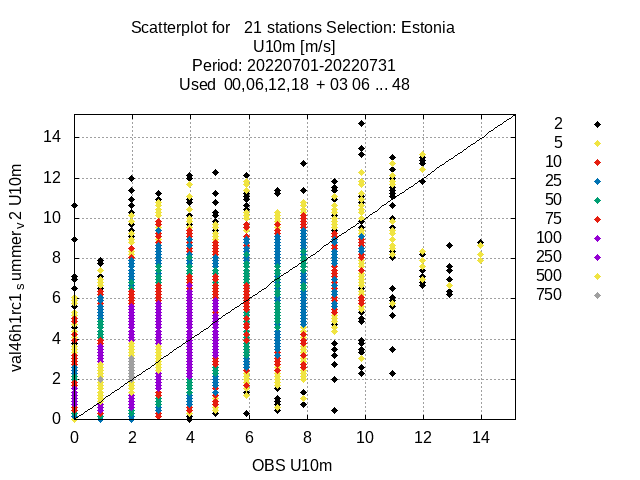 Scatterplot for 21 stations Selection: Estonia
U10m [m/s]
Period: 20220701-20220731
Used 00,06,12,18 + 03 06 ... 48
val46h1rc1 summerv2 U10m
14
12
10
8
6
4
2
0
0 2 4 6 8 10 12 14
OBS U10m
2
5
10
25
50
75
100
250
500
750